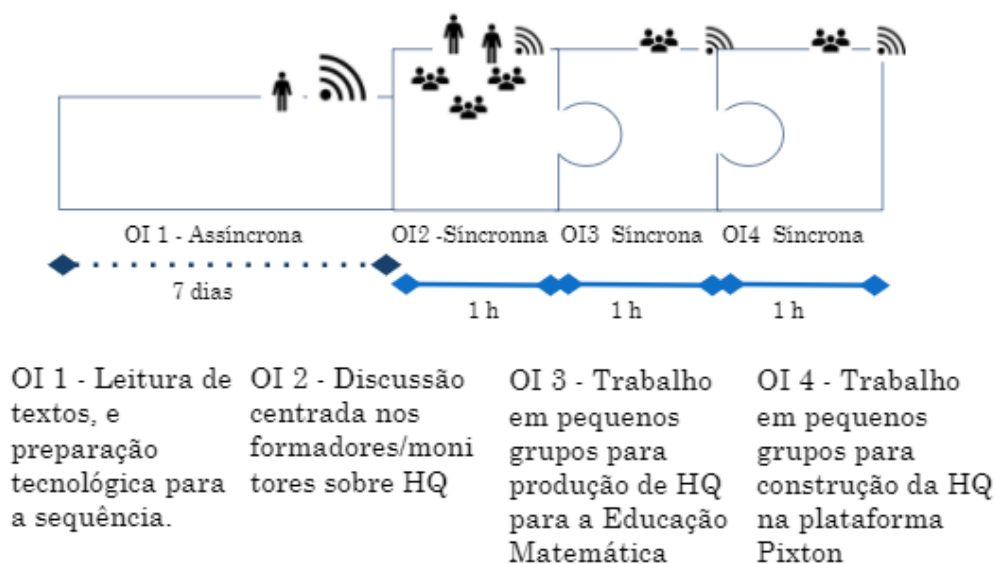 OI 1 - Assíncrona
OI2 -Síncronna
OI3 Síncrona
OI4 Síncrona
7 dias
1 h
1 h
1 h
OI 1 - Leitura de
textos, e
preparação
tecnológica para
a sequência.
OI 2 - Discussão
centrada nos
formadores/moni
tores sobre HQ
OI 3 - Trabalho
em pequenos
grupos para
produção de HQ
para a Educação
Matemática
OI 4 - Trabalho
em pequenos
grupos para
construção da HQ
na plataforma
Pixton